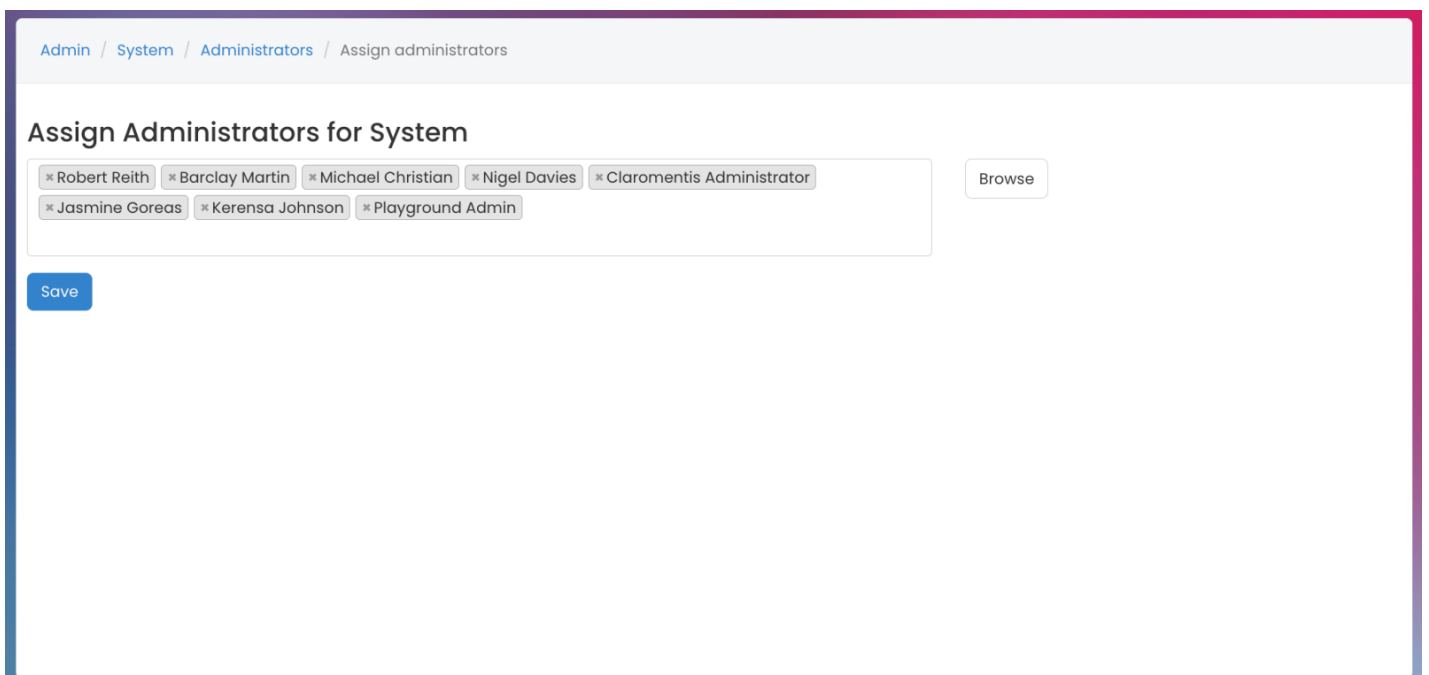 Admin / System / Administrators / Assign administrators
Assign Administrators for System
× Robert Reith × Barclay Martin × Michael Christian × Nigel Davies × Claromentis Administrator
Browse
× Jasmine Goreas × Kerensa Johnson × Playground Admin
Save